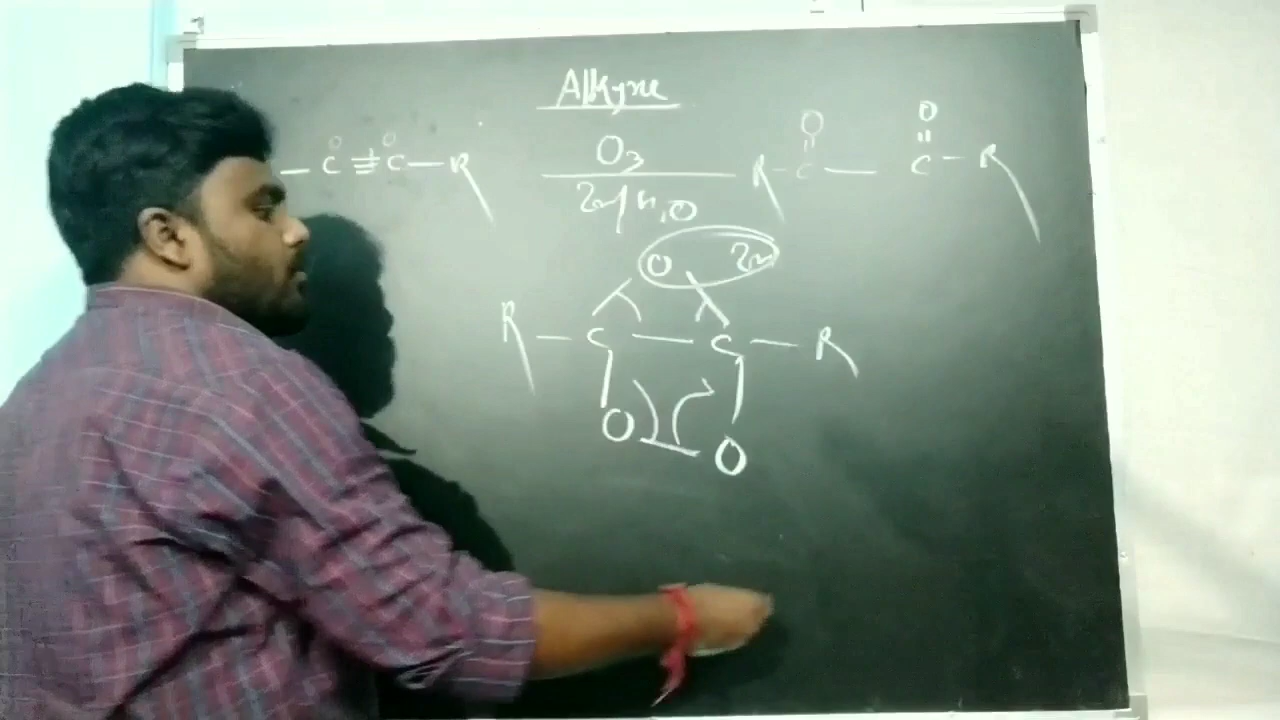 Alkyne
— C ≡ C — R
O O
O₃
Zn/H₂O
R — C — C — R
O O
O Zn
R — C — C — R
O O